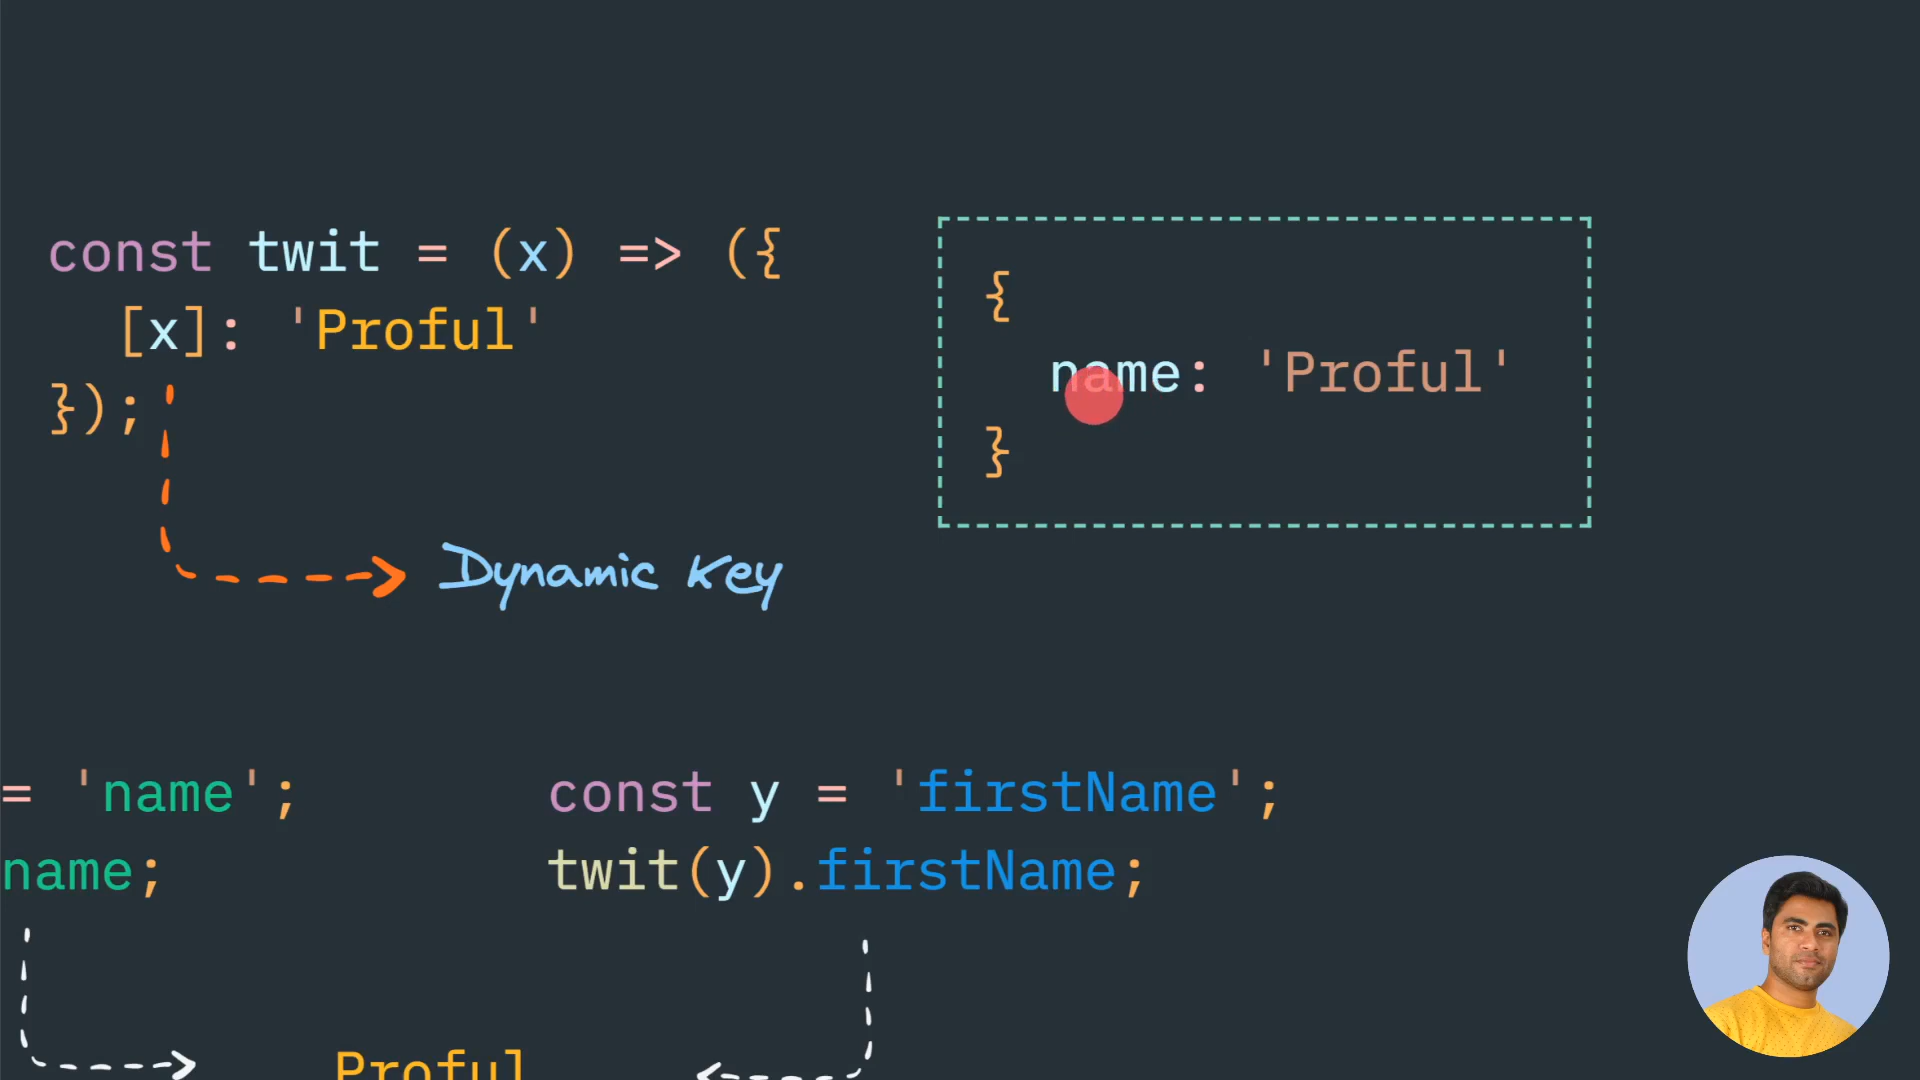 const twit = (x) => ({
[x]: 'Proful'
});
{
name: 'Proful'
}
Dynamic Key
= 'name';
name;
const y = 'firstName';
twit(y).firstName;
Proful